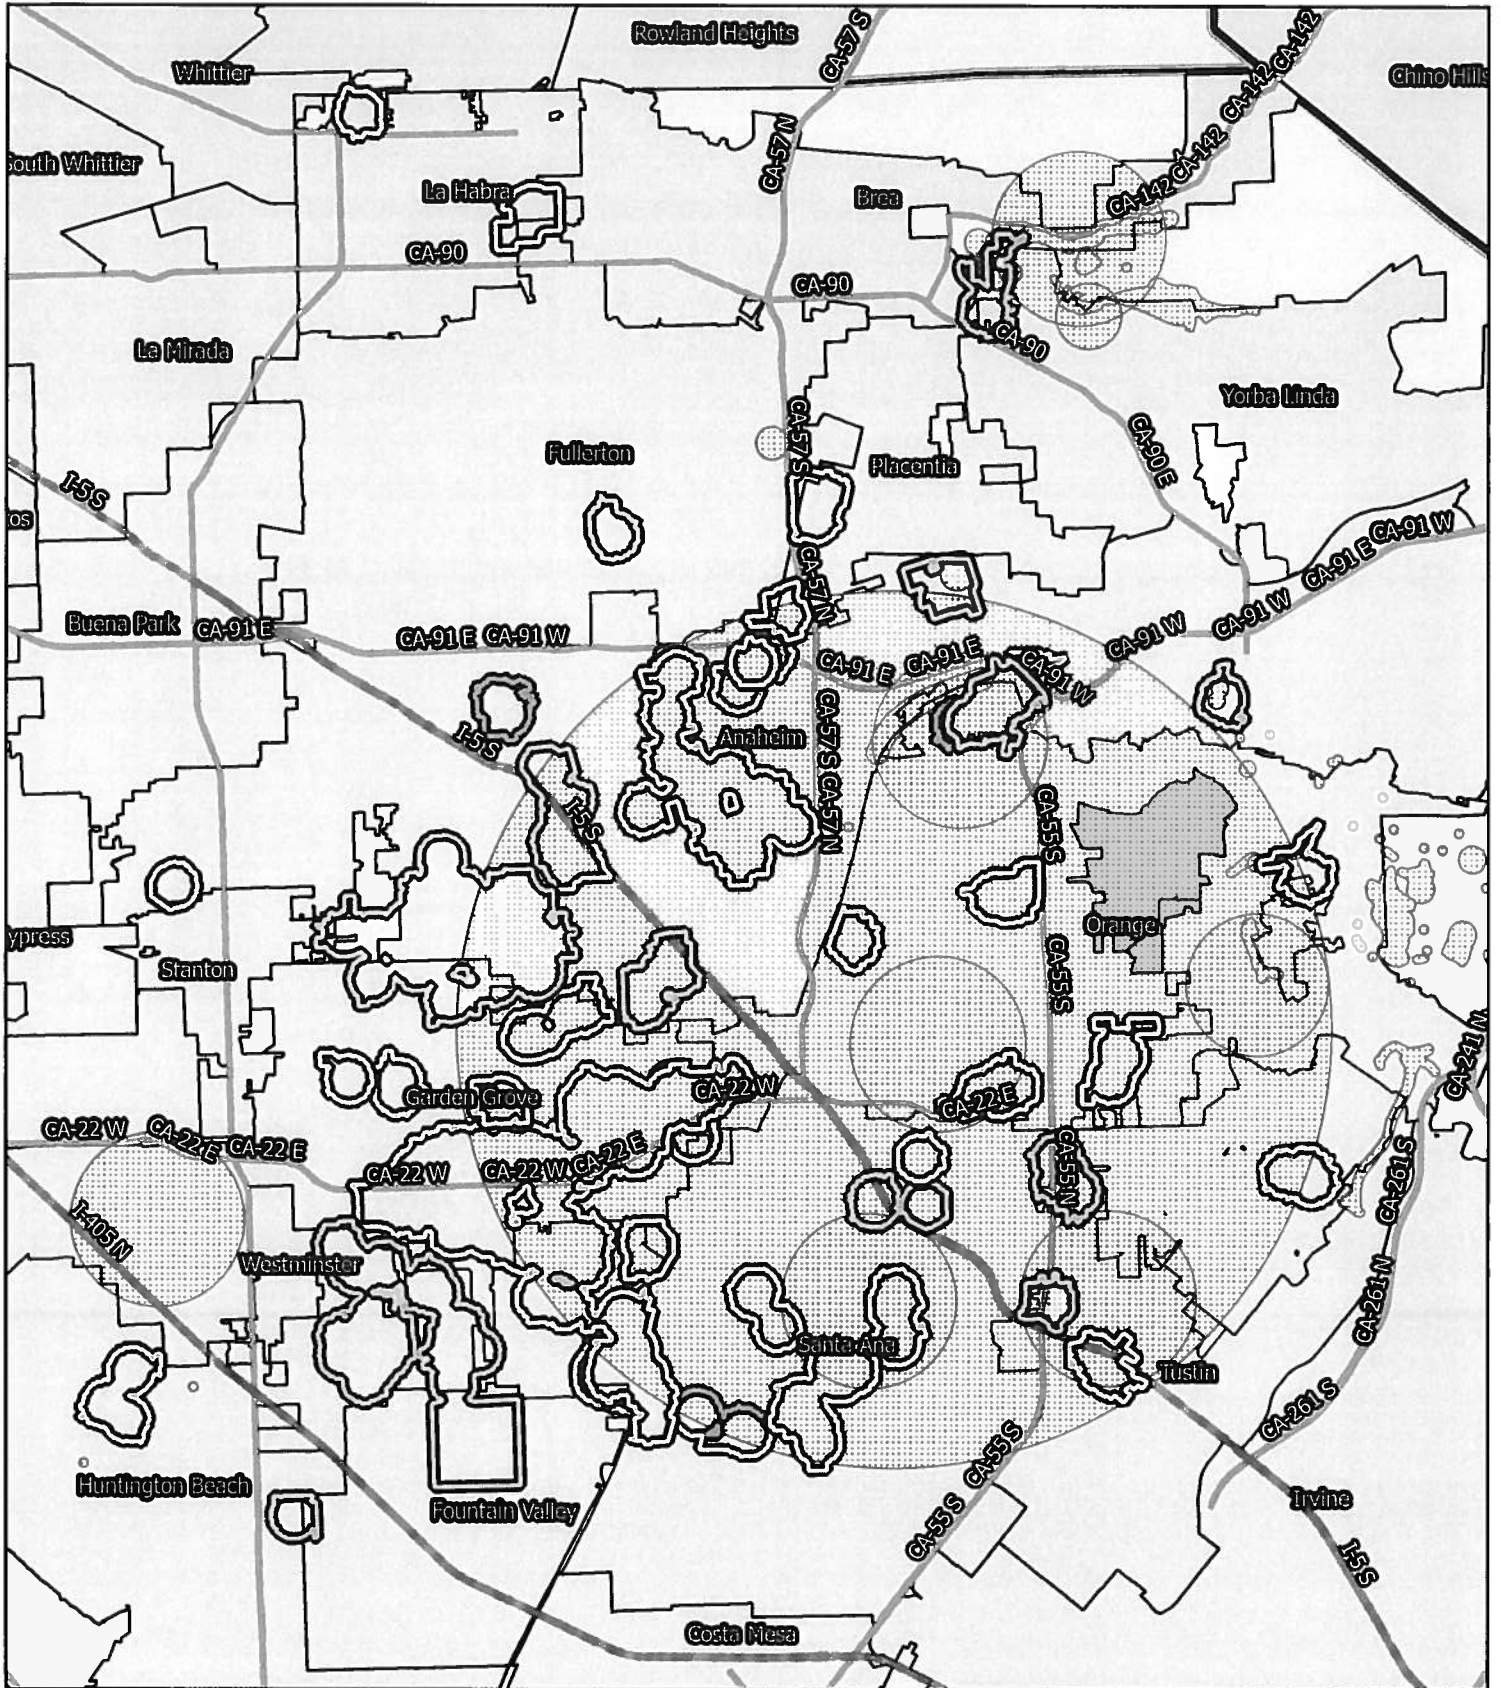 Rowland Heights
CA-57 S
CA-142
Whittier
CA-142
Chino Hills
CA-57 N
CA-142
South Whittier
CA-142
La Habra
Brea
CA-90
CA-90
CA-90
La Mirada
Yorba Linda
CA-57 S
CA-90 E
Fullerton
Placentia
I-5 S
os
CA-91 W
CA-91 E
CA-57 N
Buena Park
CA-91 E
CA-91 E
CA-91 W
CA-91 W
CA-91 W
CA-91 E
CA-91 E
CA-91 W
I-5 S
Anaheim
CA-57 S
CA-57 N
I-5 S
CA-55 S
Orange
ypress
Stanton
CA-55 S
CA-241 N
Garden Grove
CA-22 W
CA-22 E
CA-22 W
CA-22 E
CA-22 E
CA-22 W
CA-22 W
CA-22 E
CA-55 N
CA-261 S
I-405 N
Westminster
CA-261 N
Santa Ana
Tustin
CA-261 S
CA-55 S
Huntington Beach
Fountain Valley
Irvine
CA-55 S
I-5 S
Costa Mesa